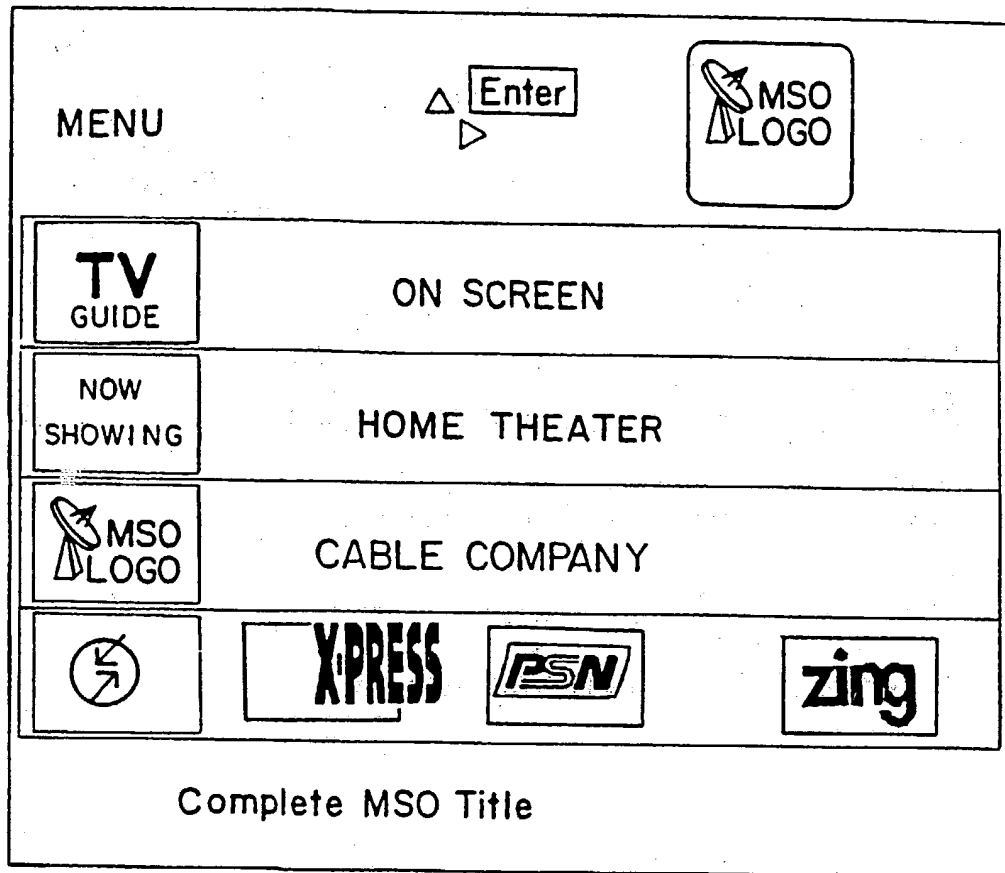 MENU
Enter
MSO
LOGO
TV
GUIDE
ON SCREEN
NOW
SHOWING
HOME THEATER
MSO
LOGO
CABLE COMPANY
X·PRESS
PSN
zing
Complete MSO Title